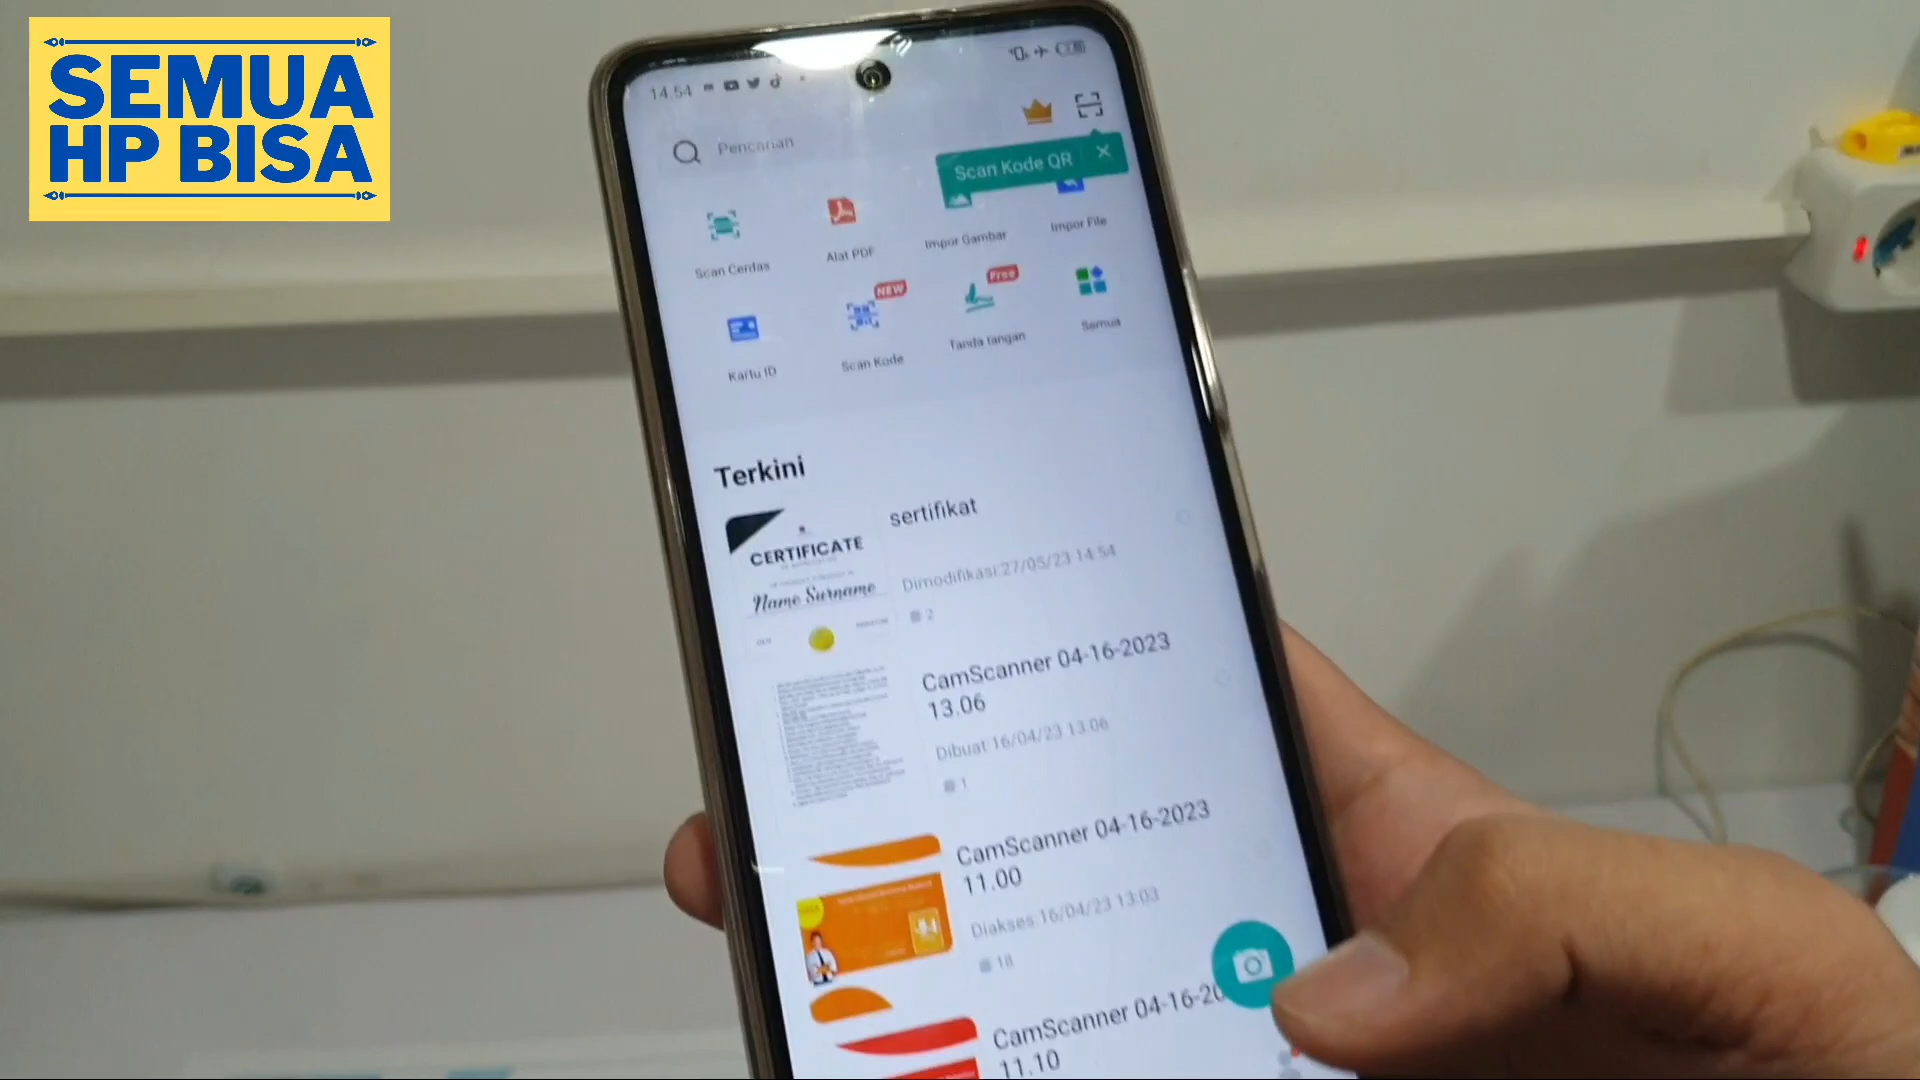 SEMUA
HP BISA
14.54
Pencarian
Scan Kode QR
Scan Cerdas
Alat PDF
Impor Gambar
Impor File
NEW
Free
Kartu ID
Scan Kode
Tanda tangan
Semua
Terkini
sertifikat
CERTIFICATE
Name Surname
Dimodifikasi:27/05/23 14:54
2
CamScanner 04-16-2023
13.06
Dibuat:16/04/23 13:06
1
CamScanner 04-16-2023
11.00
Diakses:16/04/23 13:03
18
CamScanner 04-16-20
11.10